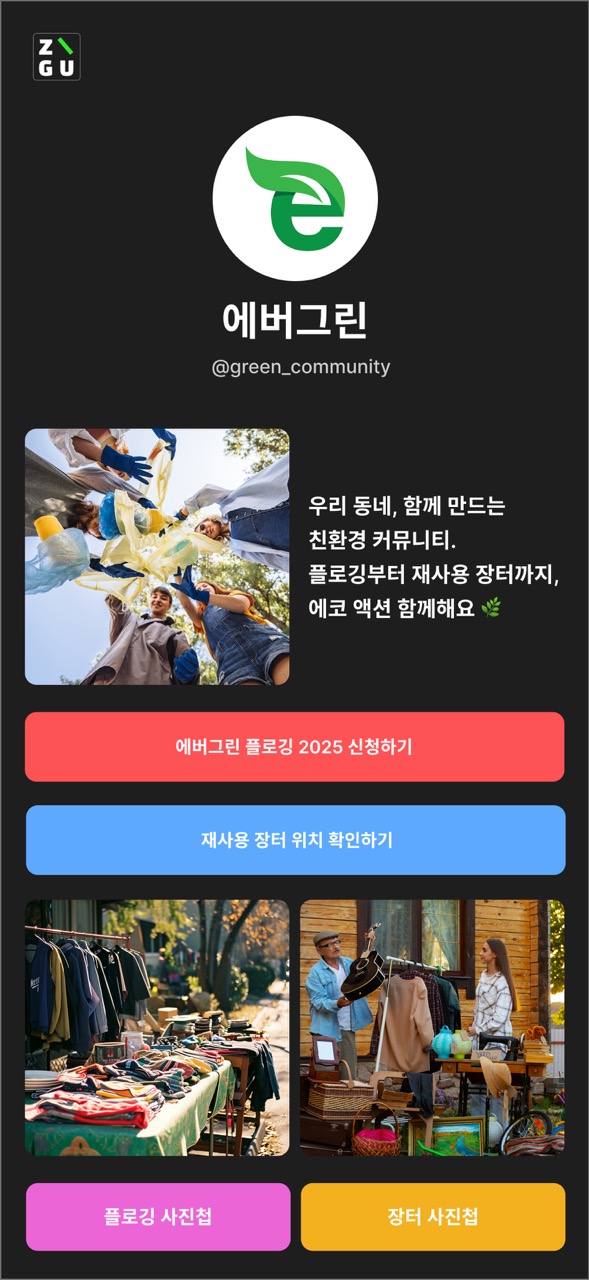 Z\
GU
에버그린
@green_community
우리 동네, 함께 만드는
친환경 커뮤니티.
플로깅부터 재사용 장터까지,
에코 액션 함께해요 🌿
에버그린 플로깅 2025 신청하기
재사용 장터 위치 확인하기
플로깅 사진첩
장터 사진첩